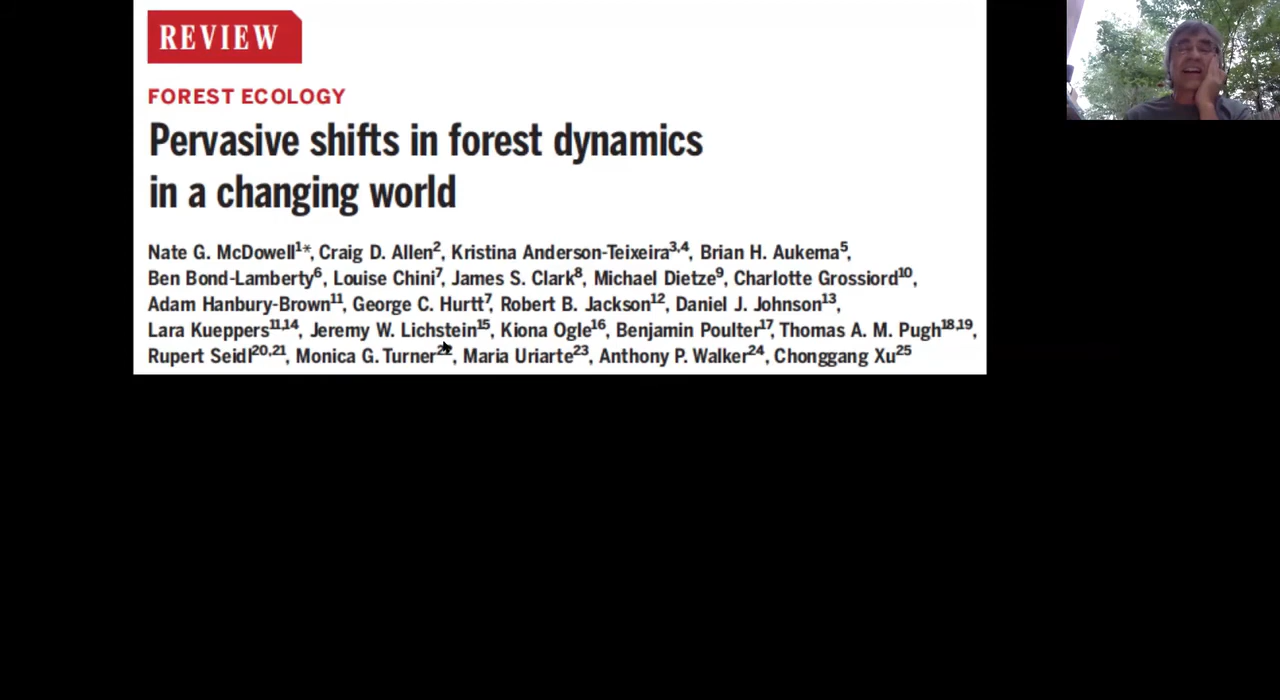 REVIEW
FOREST ECOLOGY
Pervasive shifts in forest dynamics
in a changing world
Nate G. McDowell1*, Craig D. Allen2, Kristina Anderson-Teixeira3,4, Brian H. Aukema5,
Ben Bond-Lamberty6, Louise Chini7, James S. Clark8, Michael Dietze9, Charlotte Grossiord10,
Adam Hanbury-Brown11, George C. Hurtt7, Robert B. Jackson12, Daniel J. Johnson13,
Lara Kueppers11,14, Jeremy W. Lichstein15, Kiona Ogle16, Benjamin Poulter17, Thomas A. M. Pugh18,19,
Rupert Seidl20,21, Monica G. Turner22, Maria Uriarte23, Anthony P. Walker24, Chonggang Xu25